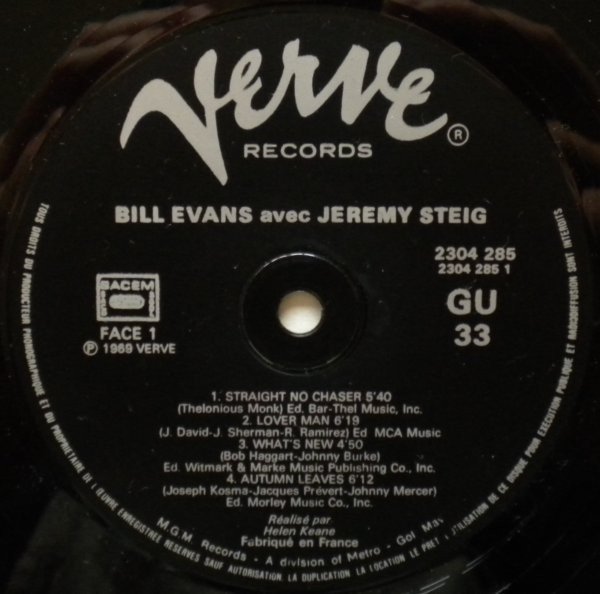 Verve ®
RECORDS
BILL EVANS avec JEREMY STEIG
2304 285
2304 285 1
SACEM
FACE 1
℗ 1969 VERVE
GU
33
1. STRAIGHT NO CHASER 5'40
(Thelonious Monk) Ed. Bar-Thel Music, Inc.
2. LOVER MAN 6'19
(J. David-J. Sherman-R. Ramirez) Ed MCA Music
3. WHAT'S NEW 4'50
(Bob Haggart-Johnny Burke)
Ed. Witmark & Marke Music Publishing Co., Inc.
4. AUTUMN LEAVES 6'12
(Joseph Kosma-Jacques Prévert-Johnny Mercer)
Ed. Morley Music Co., Inc.
Réalisé par
Helen Keane
Fabriqué en France
M.G.M. Records - A division of Metro - Gol May
TOUS DROITS DU PRODUCTEUR PHONOGRAPHIQUE ET DU PROPRIETAIRE DE L'ŒUVRE ENREGISTREE RESERVES SAUF AUTORISATION. LA DUPLICATION LA LOCATION LE PRET L'UTILISATION DE CE DISQUE POUR EXECUTION PUBLIQUE ET RADIODIFFUSION SONT INTERDITS